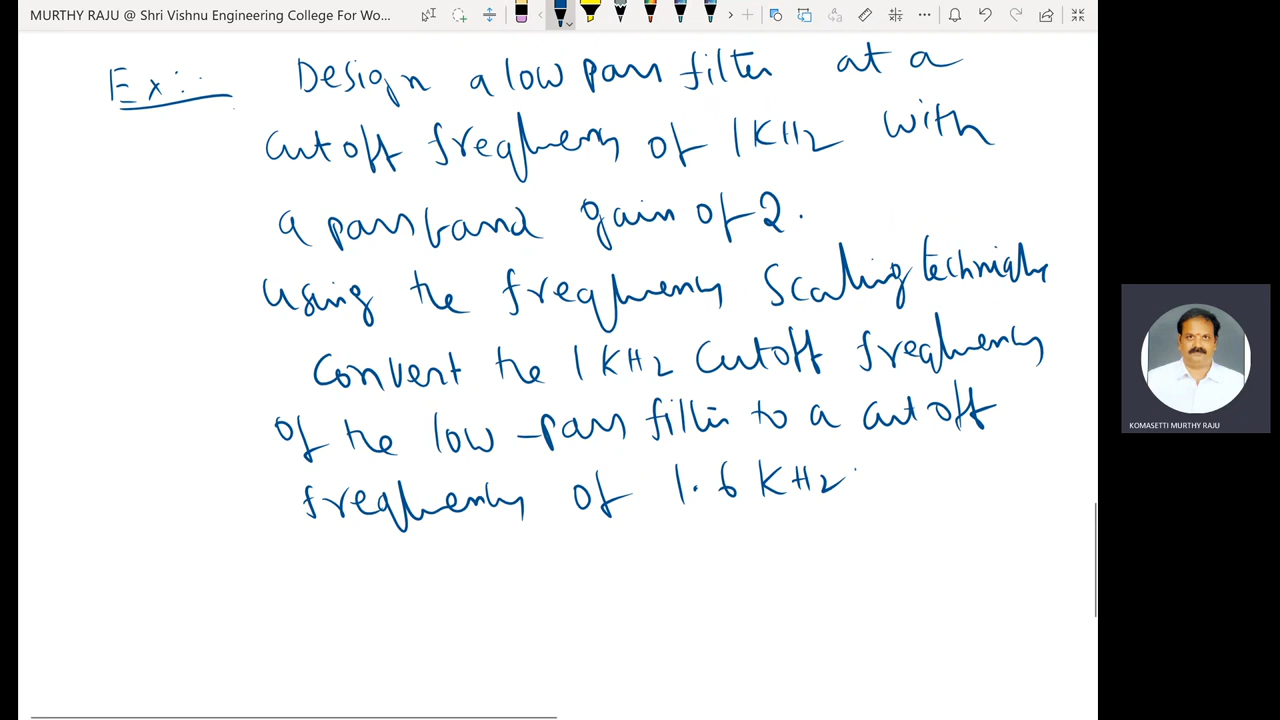 MURTHY RAJU @ Shri Vishnu Engineering College For Wo...
Ex:- Design a low pass filter at a
cutoff frequency of 1KHz with
a passband gain of 2.
using the frequency scaling technique
convert the 1KHz cutoff frequency
of the low-pass filter to a cutoff
frequency of 1.6 KHz.
KOMASETTI MURTHY RAJU